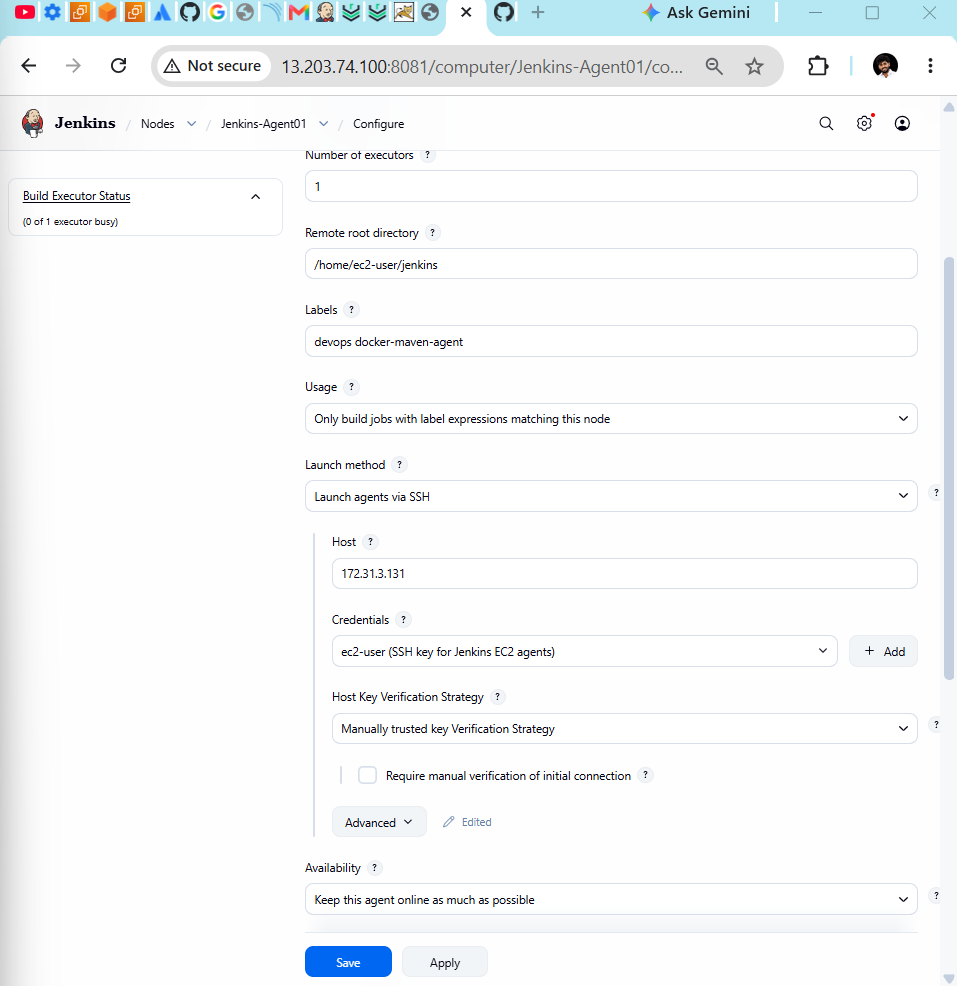 Ask Gemini
Not secure
13.203.74.100:8081/computer/Jenkins-Agent01/co...
Jenkins / Nodes / Jenkins-Agent01 / Configure
Number of executors ?
Build Executor Status
(0 of 1 executor busy)
1
Remote root directory ?
/home/ec2-user/jenkins
Labels ?
devops docker-maven-agent
Usage ?
Only build jobs with label expressions matching this node
Launch method ?
Launch agents via SSH
?
Host ?
172.31.3.131
Credentials ?
ec2-user (SSH key for Jenkins EC2 agents)
+ Add
Host Key Verification Strategy ?
Manually trusted key Verification Strategy
?
Require manual verification of initial connection ?
Advanced
Edited
Availability ?
Keep this agent online as much as possible
?
Save
Apply